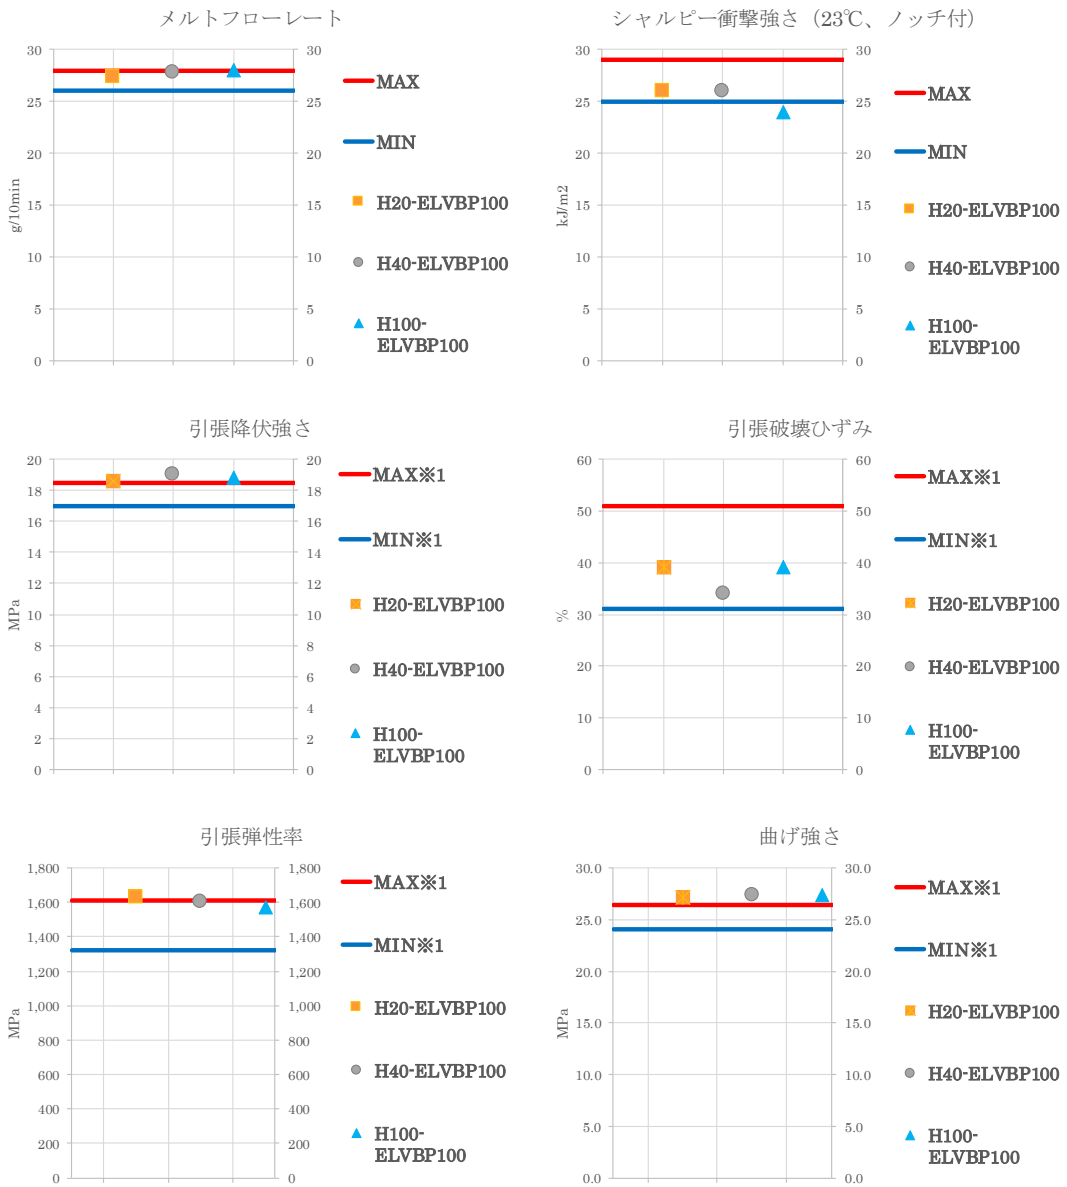 メルトフローレート
30
25
20
15
10
5
0
g/10min
30
25
20
15
10
5
0
MAX
MIN
H20-ELVBP100
H40-ELVBP100
H100-
ELVBP100
シャルピー衝撃強さ（23℃、ノッチ付）
30
25
20
15
10
5
0
kJ/m2
30
25
20
15
10
5
0
MAX
MIN
H20-ELVBP100
H40-ELVBP100
H100-
ELVBP100
引張降伏強さ
20
18
16
14
12
10
8
6
4
2
0
MPa
20
18
16
14
12
10
8
6
4
2
0
MAX※1
MIN※1
H20-ELVBP100
H40-ELVBP100
H100-
ELVBP100
引張破壊ひずみ
60
50
40
30
20
10
0
%
60
50
40
30
20
10
0
MAX※1
MIN※1
H20-ELVBP100
H40-ELVBP100
H100-
ELVBP100
引張弾性率
1,800
1,600
1,400
1,200
1,000
800
600
400
200
0
MPa
1,800
1,600
1,400
1,200
1,000
800
600
400
200
0
MAX※1
MIN※1
H20-ELVBP100
H40-ELVBP100
H100-
ELVBP100
曲げ強さ
30.0
25.0
20.0
15.0
10.0
5.0
0.0
MPa
30.0
25.0
20.0
15.0
10.0
5.0
0.0
MAX※1
MIN※1
H20-ELVBP100
H40-ELVBP100
H100-
ELVBP100